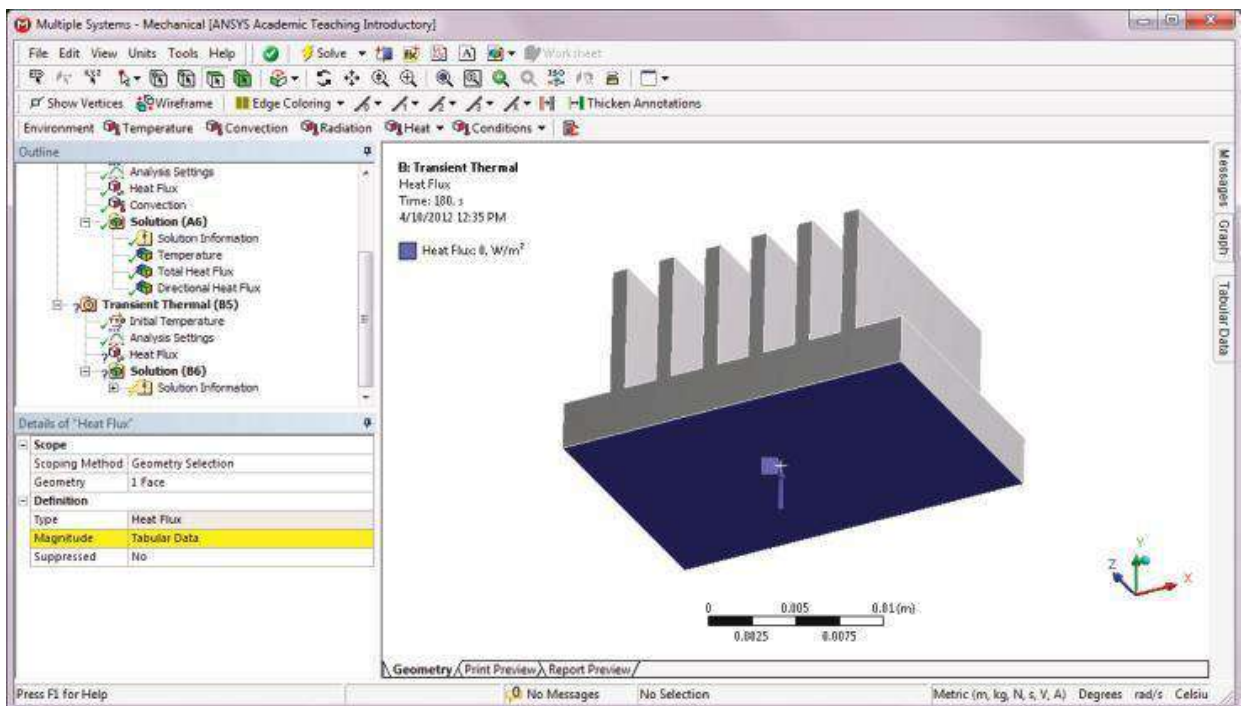 Multiple Systems - Mechanical [ANSYS Academic Teaching Introductory]
File Edit View Units Tools Help Solve Worksheet
Show Vertices Wireframe Edge Coloring Thicken Annotations
Environment Temperature Convection Radiation Heat Conditions
Outline
Analysis Settings
Heat Flux
Convection
Solution (A6)
Solution Information
Temperature
Total Heat Flux
Directional Heat Flux
Transient Thermal (B5)
Initial Temperature
Analysis Settings
Heat Flux
Solution (B6)
Solution Information
Details of "Heat Flux"
Scope
Scoping Method Geometry Selection
Geometry 1 Face
Definition
Type Heat Flux
Magnitude Tabular Data
Suppressed No
B: Transient Thermal
Heat Flux
Time: 180. s
4/10/2012 12:35 PM
Heat Flux: 0. W/m²
Y
Z
X
0 0.005 0.01 (m)
0.0025 0.0075
Geometry Print Preview Report Preview
Messages
Graph
Tabular Data
Press F1 for Help No Messages No Selection Metric (m, kg, N, s, V, A) Degrees rad/s Celsiu